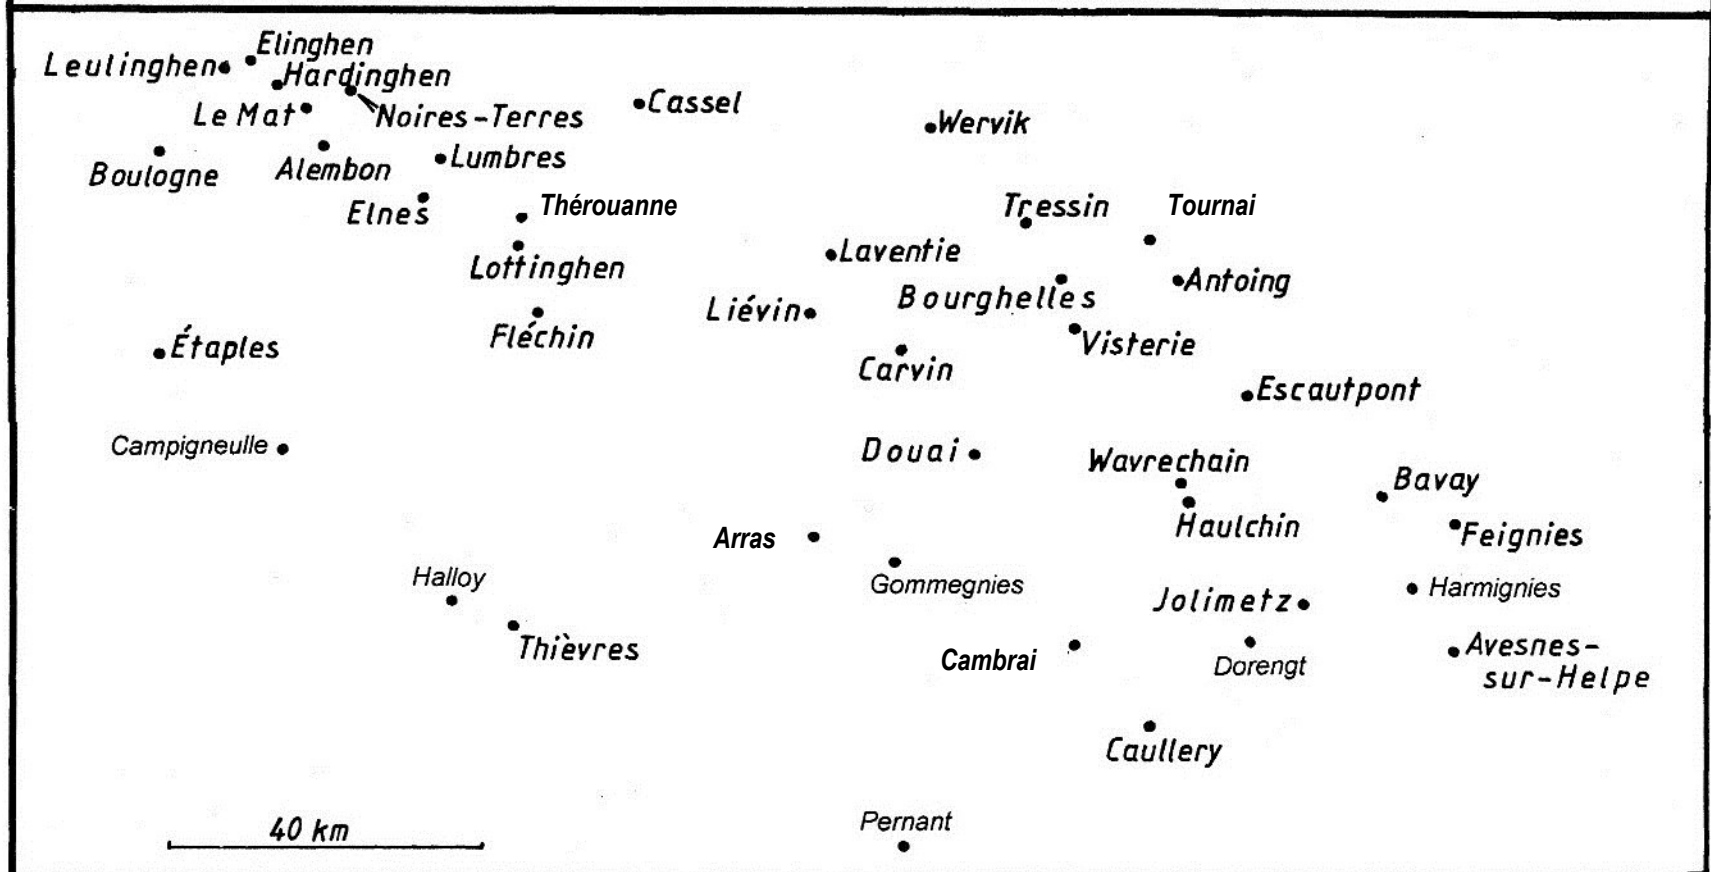 Elinghen
Leulinghen
Hardinghen
Le Mat
Noires-Terres
Cassel
Wervik
Boulogne
Alembon
Lumbres
Elnes
Thérouanne
Tressin
Tournai
Lottinghen
Laventie
Bourghelles
Antoing
Liévin
Fléchin
Visterie
Étaples
Carvin
Escautpont
Campigneulle
Douai
Wavrechain
Bavay
Haulchin
Feignies
Arras
Halloy
Gommegnies
Harmignies
Jolimetz
Thièvres
Cambrai
Dorengt
Avesnes-
sur-Helpe
Caullery
40 km
Pernant